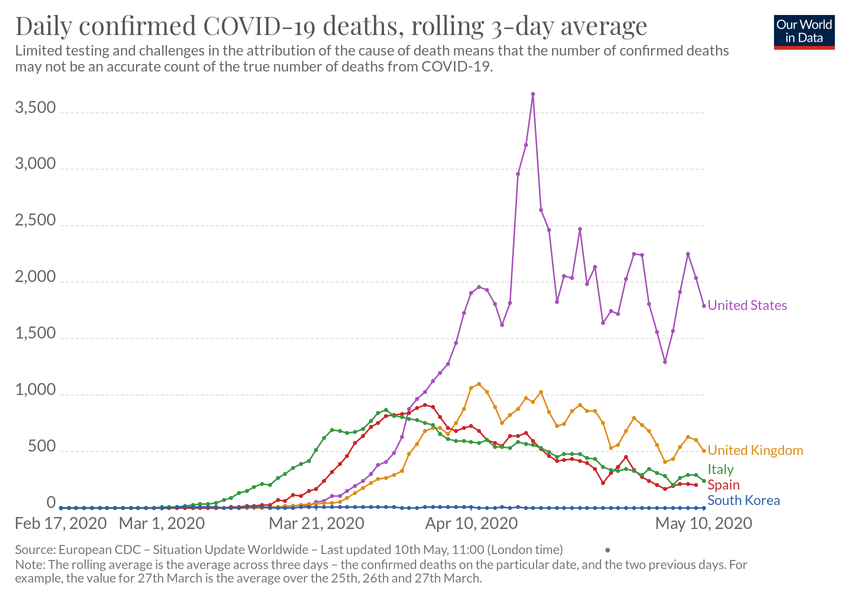 Daily confirmed COVID-19 deaths, rolling 3-day average
Our World
in Data
Limited testing and challenges in the attribution of the cause of death means that the number of confirmed deaths
may not be an accurate count of the true number of deaths from COVID-19.
3,500
3,000
2,500
2,000
1,500
1,000
500
0
United States
United Kingdom
Italy
Spain
South Korea
Feb 17, 2020
Mar 1, 2020
Mar 21, 2020
Apr 10, 2020
May 10, 2020
Source: European CDC – Situation Update Worldwide – Last updated 10th May, 11:00 (London time)
Note: The rolling average is the average across three days – the confirmed deaths on the particular date, and the two previous days. For
example, the value for 27th March is the average over the 25th, 26th and 27th March.